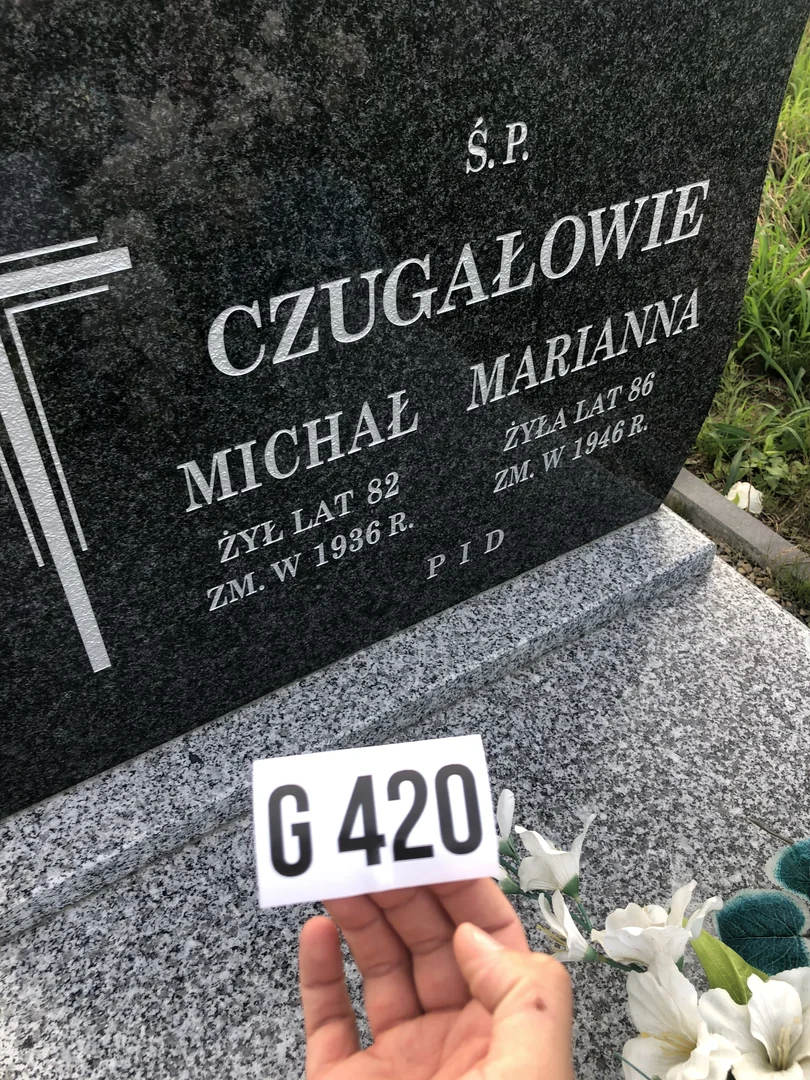 Ś. P.
CZUGAŁOWIE
MICHAŁ
ŻYŁ LAT 82
ZM. W 1936 R.
MARIANNA
ŻYŁA LAT 86
ZM. W 1946 R.
P I D
G 420